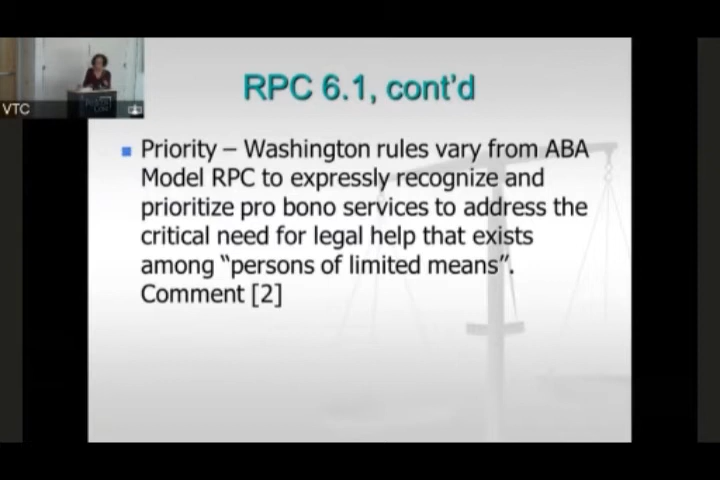 RPC 6.1, cont'd
VTC
Priority – Washington rules vary from ABA
Model RPC to expressly recognize and
prioritize pro bono services to address the
critical need for legal help that exists
among “persons of limited means”.
Comment [2]